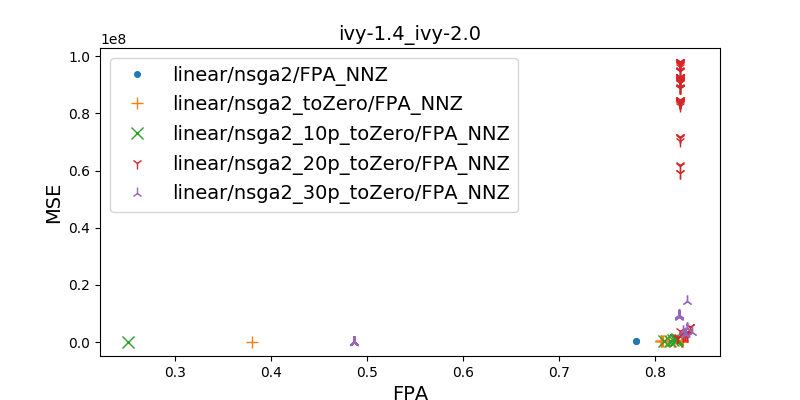 ivy-1.4_ivy-2.0
1e8
1.0
0.8
0.6
0.4
0.2
0.0
MSE
linear/nsga2/FPA_NNZ
linear/nsga2_toZero/FPA_NNZ
linear/nsga2_10p_toZero/FPA_NNZ
linear/nsga2_20p_toZero/FPA_NNZ
linear/nsga2_30p_toZero/FPA_NNZ
0.3 0.4 0.5 0.6 0.7 0.8
FPA